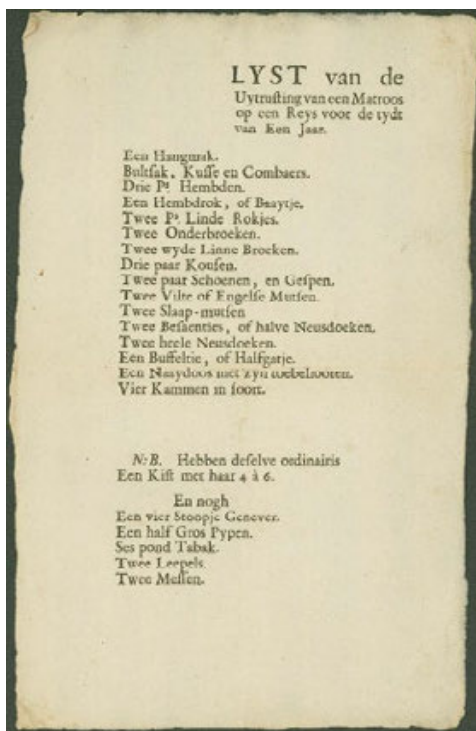 LYST van de
Uytrusting van een Matroos
op een Reys voor de tydt
van Een Jaar.
Een Hangmak.
Bultsak, Kusse en Combaers.
Drie Ps Hembden.
Een Hembdrok, of Baaytje.
Twee Ps Linde Rokjes.
Twee Onderbroeken.
Twee wyde Linne Broeken.
Drie paar Kousen.
Twee paar Schoenen, en Gespen.
Twee Vilte of Engelse Mutsen.
Two Slaap-mutsen
Twee Besaenties, of halve Neusdoeken.
Twee heele Neusdoeken.
Een Buffeltie, of Halfgatje.
Een Naaydoos met zyn toebehooren.
Vier Kammen in soort.
N:B. Hebben deselve ordinairis
Een Kist met haar 4 à 6.
En nogh
Een vier Stoopje Genever.
Een half Gros Pypen.
Ses pond Tabak.
Twee Leepels.
Twee Messen.